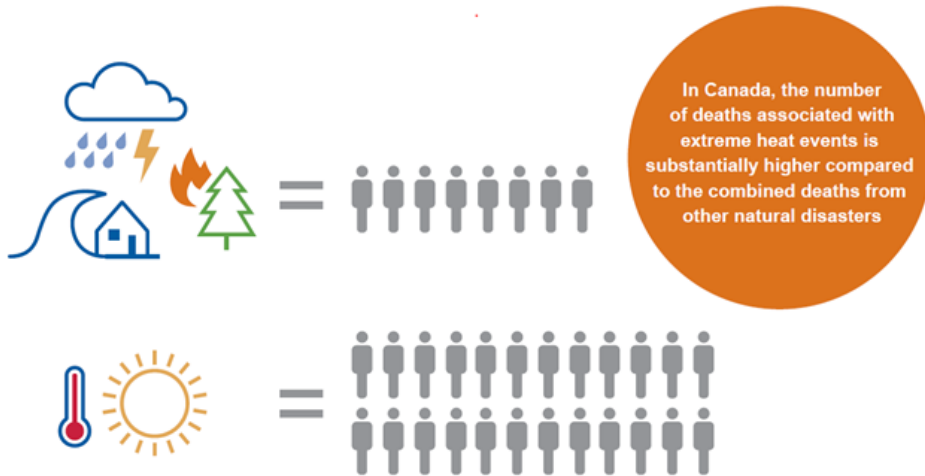 In Canada, the number
of deaths associated with
extreme heat events is
substantially higher compared
to the combined deaths from
other natural disasters